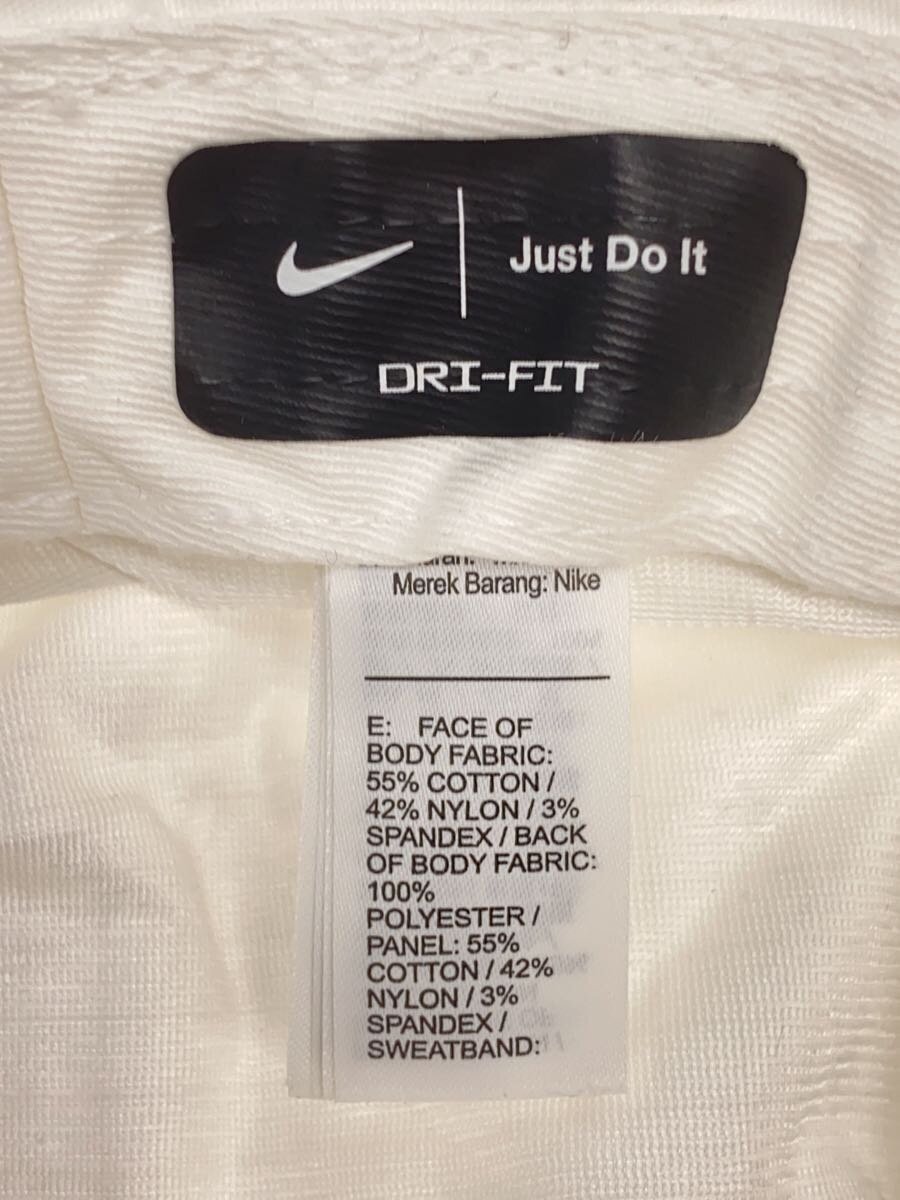 Just Do It
DRI-FIT
Merek Barang: Nike
E: FACE OF
BODY FABRIC:
55% COTTON /
42% NYLON / 3%
SPANDEX / BACK
OF BODY FABRIC:
100%
POLYESTER /
PANEL: 55%
COTTON / 42%
NYLON / 3%
SPANDEX /
SWEATBAND: